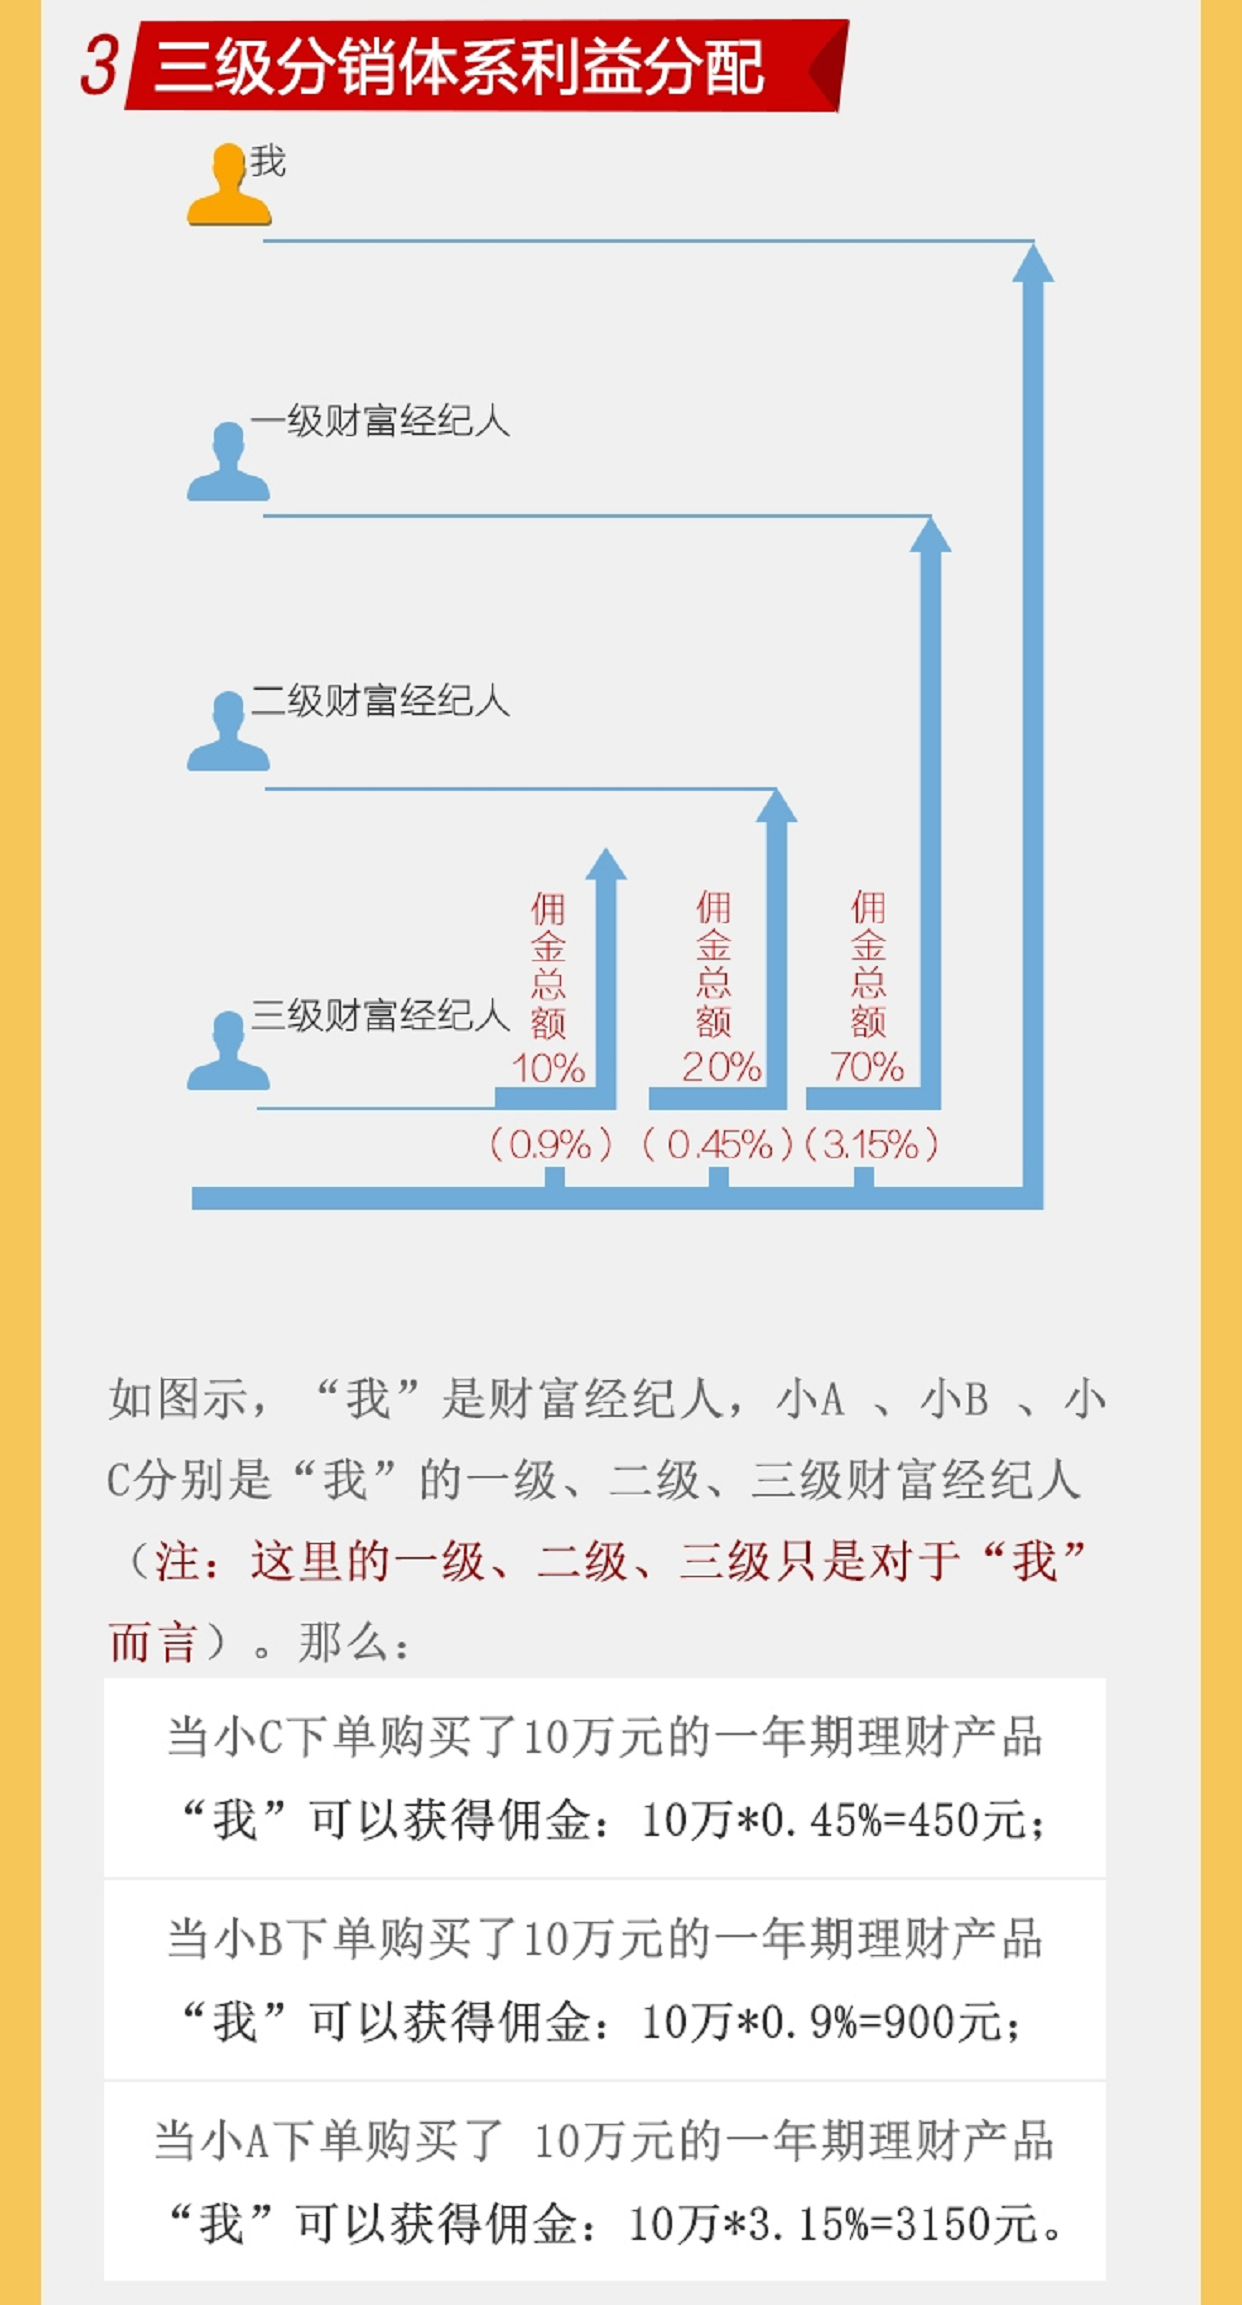 3 三级分销体系利益分配
我
一级财富经纪人
二级财富经纪人
三级财富经纪人
佣金总额
10%
佣金总额
20%
佣金总额
70%
(0.9%) (0.45%) (3.15%)
如图示，“我”是财富经纪人，小A 、小B 、小
C分别是“我”的一级、二级、三级财富经纪人
（注：这里的一级、二级、三级只是对于“我”
而言）。那么：
当小C下单购买了10万元的一年期理财产品
“我”可以获得佣金：10万*0.45%=450元；
当小B下单购买了10万元的一年期理财产品
“我”可以获得佣金：10万*0.9%=900元；
当小A下单购买了 10万元的一年期理财产品
“我”可以获得佣金：10万*3.15%=3150元。